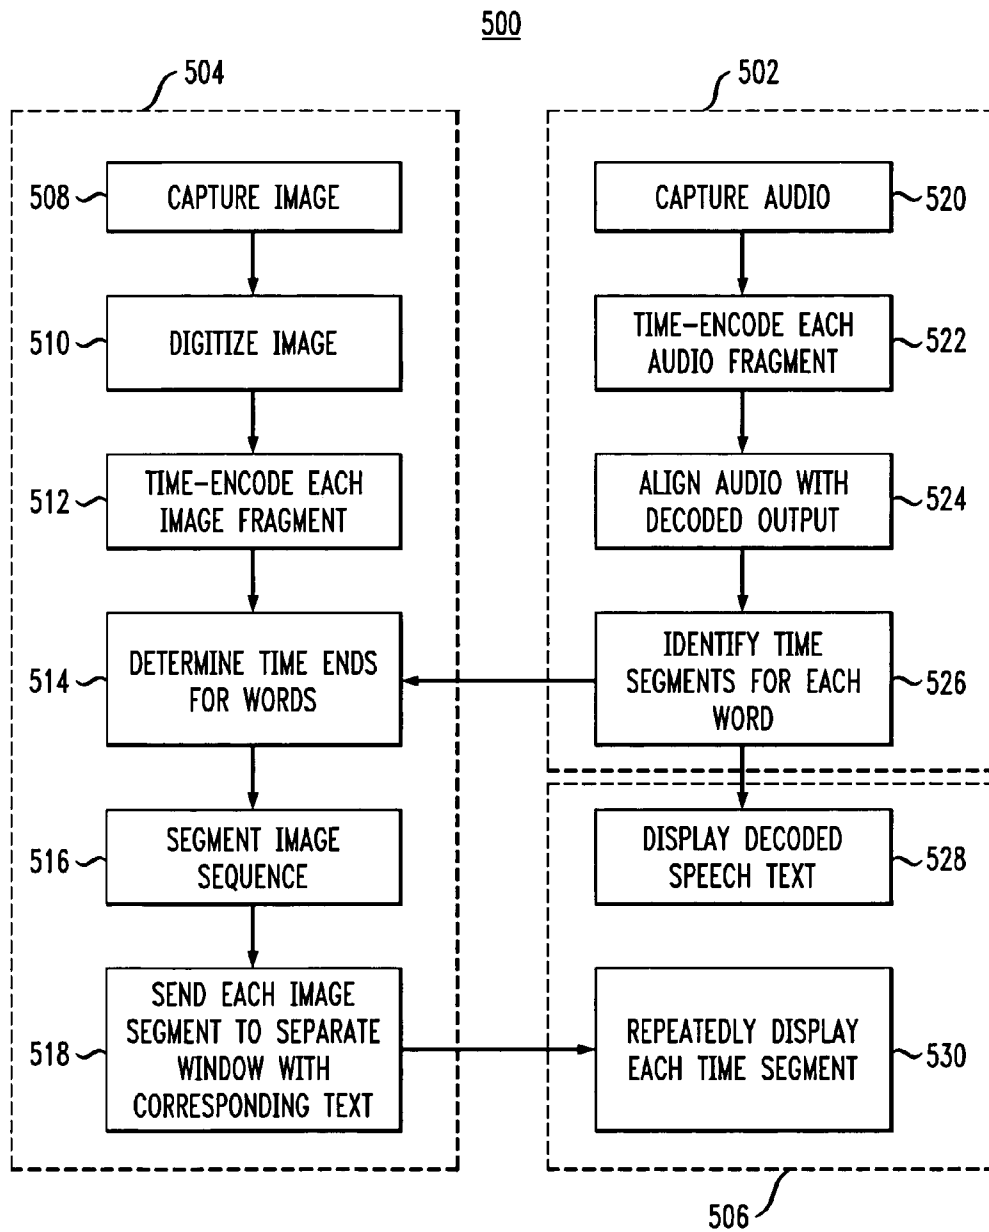 500
504
502
508
CAPTURE IMAGE
510
DIGITIZE IMAGE
512
TIME-ENCODE EACH
IMAGE FRAGMENT
514
DETERMINE TIME ENDS
FOR WORDS
516
SEGMENT IMAGE
SEQUENCE
518
SEND EACH IMAGE
SEGMENT TO SEPARATE
WINDOW WITH
CORRESPONDING TEXT
CAPTURE AUDIO
520
TIME-ENCODE EACH
AUDIO FRAGMENT
522
ALIGN AUDIO WITH
DECODED OUTPUT
524
IDENTIFY TIME
SEGMENTS FOR EACH
WORD
526
DISPLAY DECODED
SPEECH TEXT
528
REPEATEDLY DISPLAY
EACH TIME SEGMENT
530
506